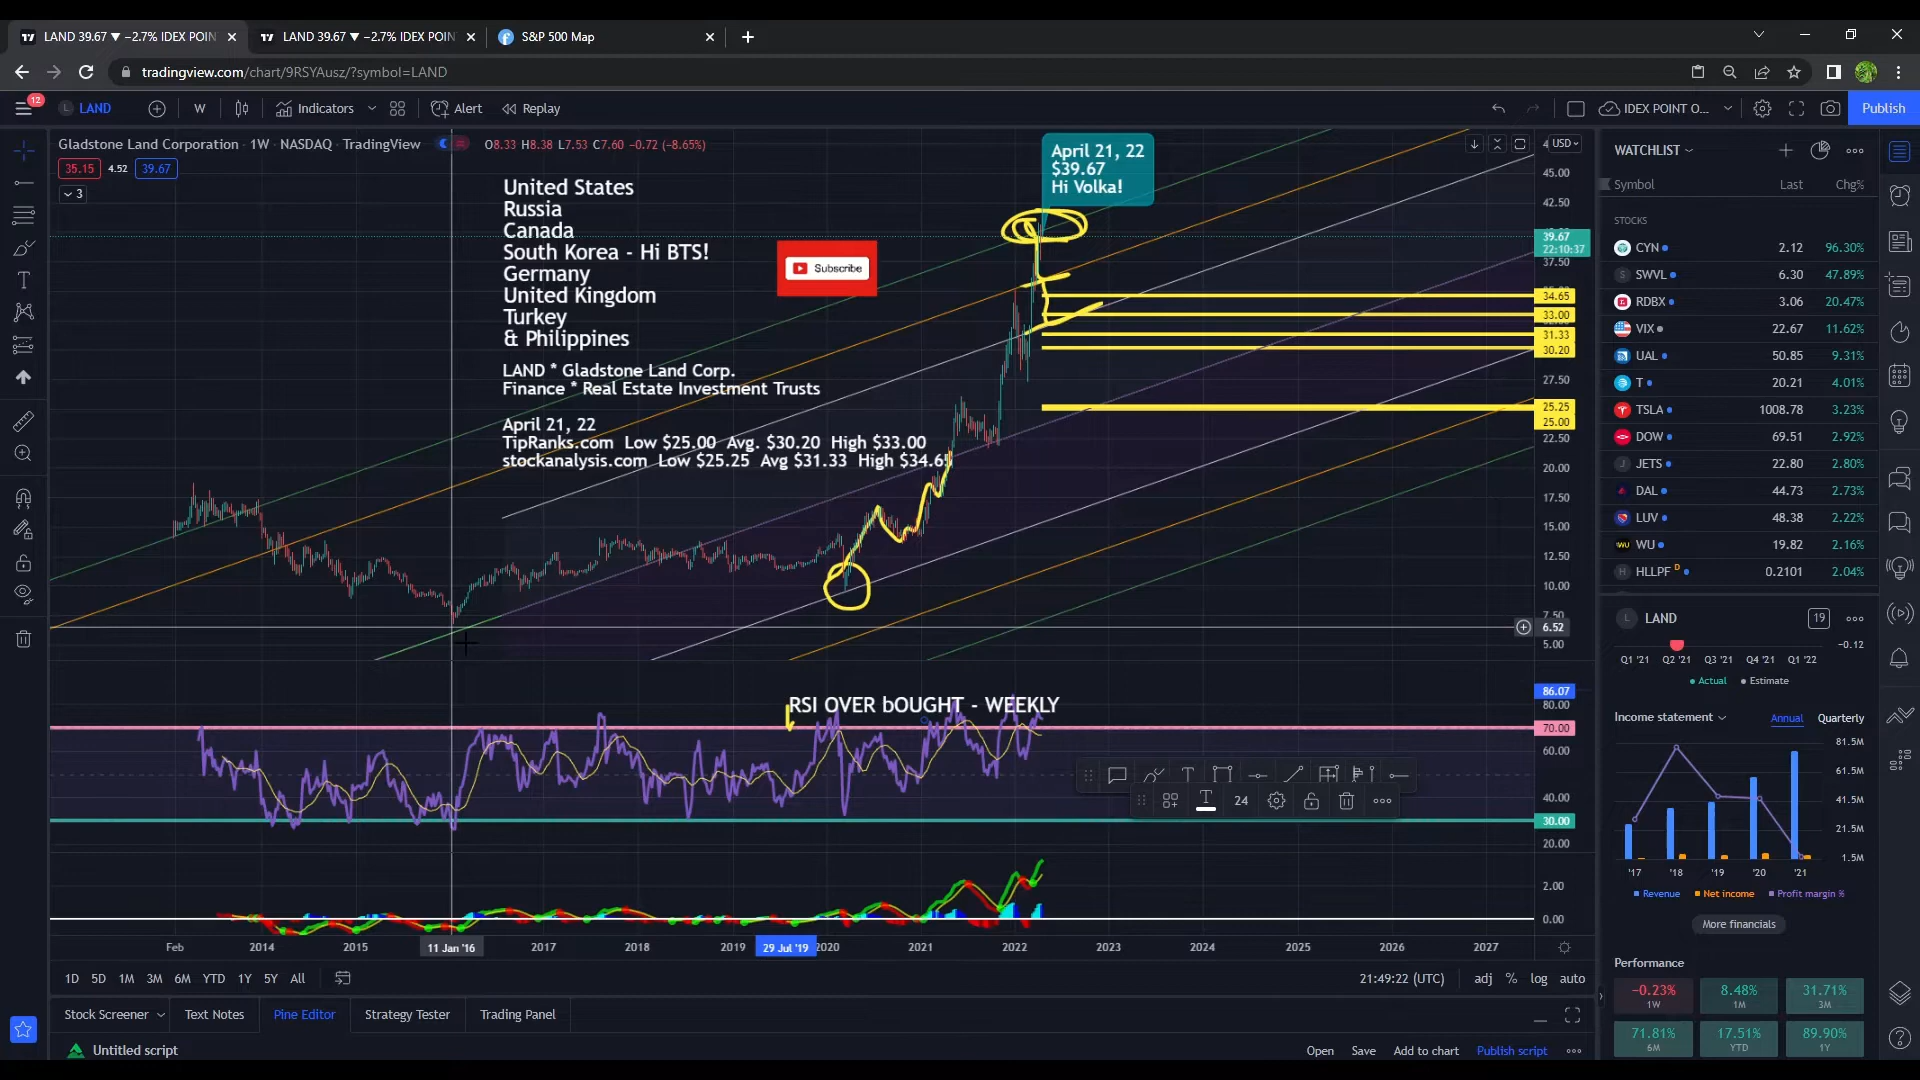 LAND 39.67 ▼ −2.7% IDEX POIN
LAND 39.67 ▼ −2.7% IDEX POIN
S&P 500 Map
tradingview.com/chart/9RSYAusz/?symbol=LAND
12
LAND
W
Indicators
Alert
Replay
IDEX POINT O...
Publish
Gladstone Land Corporation · 1W · NASDAQ · TradingView
O8.33 H8.38 L7.53 C7.60 −0.72 (−8.65%)
35.15 4.52 39.67
3
United States
Russia
Canada
South Korea - Hi BTS!
Germany
United Kingdom
Turkey
& Philippines
LAND * Gladstone Land Corp.
Finance * Real Estate Investment Trusts
April 21, 22
TipRanks.com Low $25.00 Avg. $30.20 High $33.00
stockanalysis.com Low $25.25 Avg $31.33 High $34.65
Subscribe
April 21, 22
$39.67
Hi Volka!
RSI OVER bOUGHT - WEEKLY
24
USD
45.00
42.50
39.67
22:10:37
37.50
34.65
33.00
31.33
30.20
27.50
25.25
25.00
22.50
20.00
17.50
15.00
12.50
10.00
7.50
6.52
5.00
86.07
80.00
70.00
60.00
40.00
30.00
20.00
2.00
0.00
Feb 2014 2015 11 Jan '16 2017 2018 2019 29 Jul '19 2020 2021 2022 2023 2024 2025 2026 2027
1D 5D 1M 3M 6M YTD 1Y 5Y All
21:49:22 (UTC) adj % log auto
Stock Screener Text Notes Pine Editor Strategy Tester Trading Panel
Untitled script
Open Save Add to chart Publish script
WATCHLIST
Symbol Last Chg%
STOCKS
CYN 2.12 96.30%
SWVL 6.30 47.89%
RDBX 3.06 20.47%
VIX 22.67 11.62%
UAL 50.85 9.31%
T 20.21 4.01%
TSLA 1008.78 3.23%
DOW 69.51 2.92%
JETS 22.80 2.80%
DAL 44.73 2.73%
LUV 48.38 2.22%
WU 19.82 2.16%
HLLPF D 0.2101 2.04%
LAND
19
−0.12
Q1 '21 Q2 '21 Q3 '21 Q4 '21 Q1 '22
Actual Estimate
Income statement Annual Quarterly
81.5M
61.5M
41.5M
21.5M
1.5M
'17 '18 '19 '20 '21
Revenue Net income Profit margin %
More financials
Performance
−0.23% 8.48% 31.71%
1W 1M 3M
71.81% 17.51% 89.90%
6M YTD 1Y